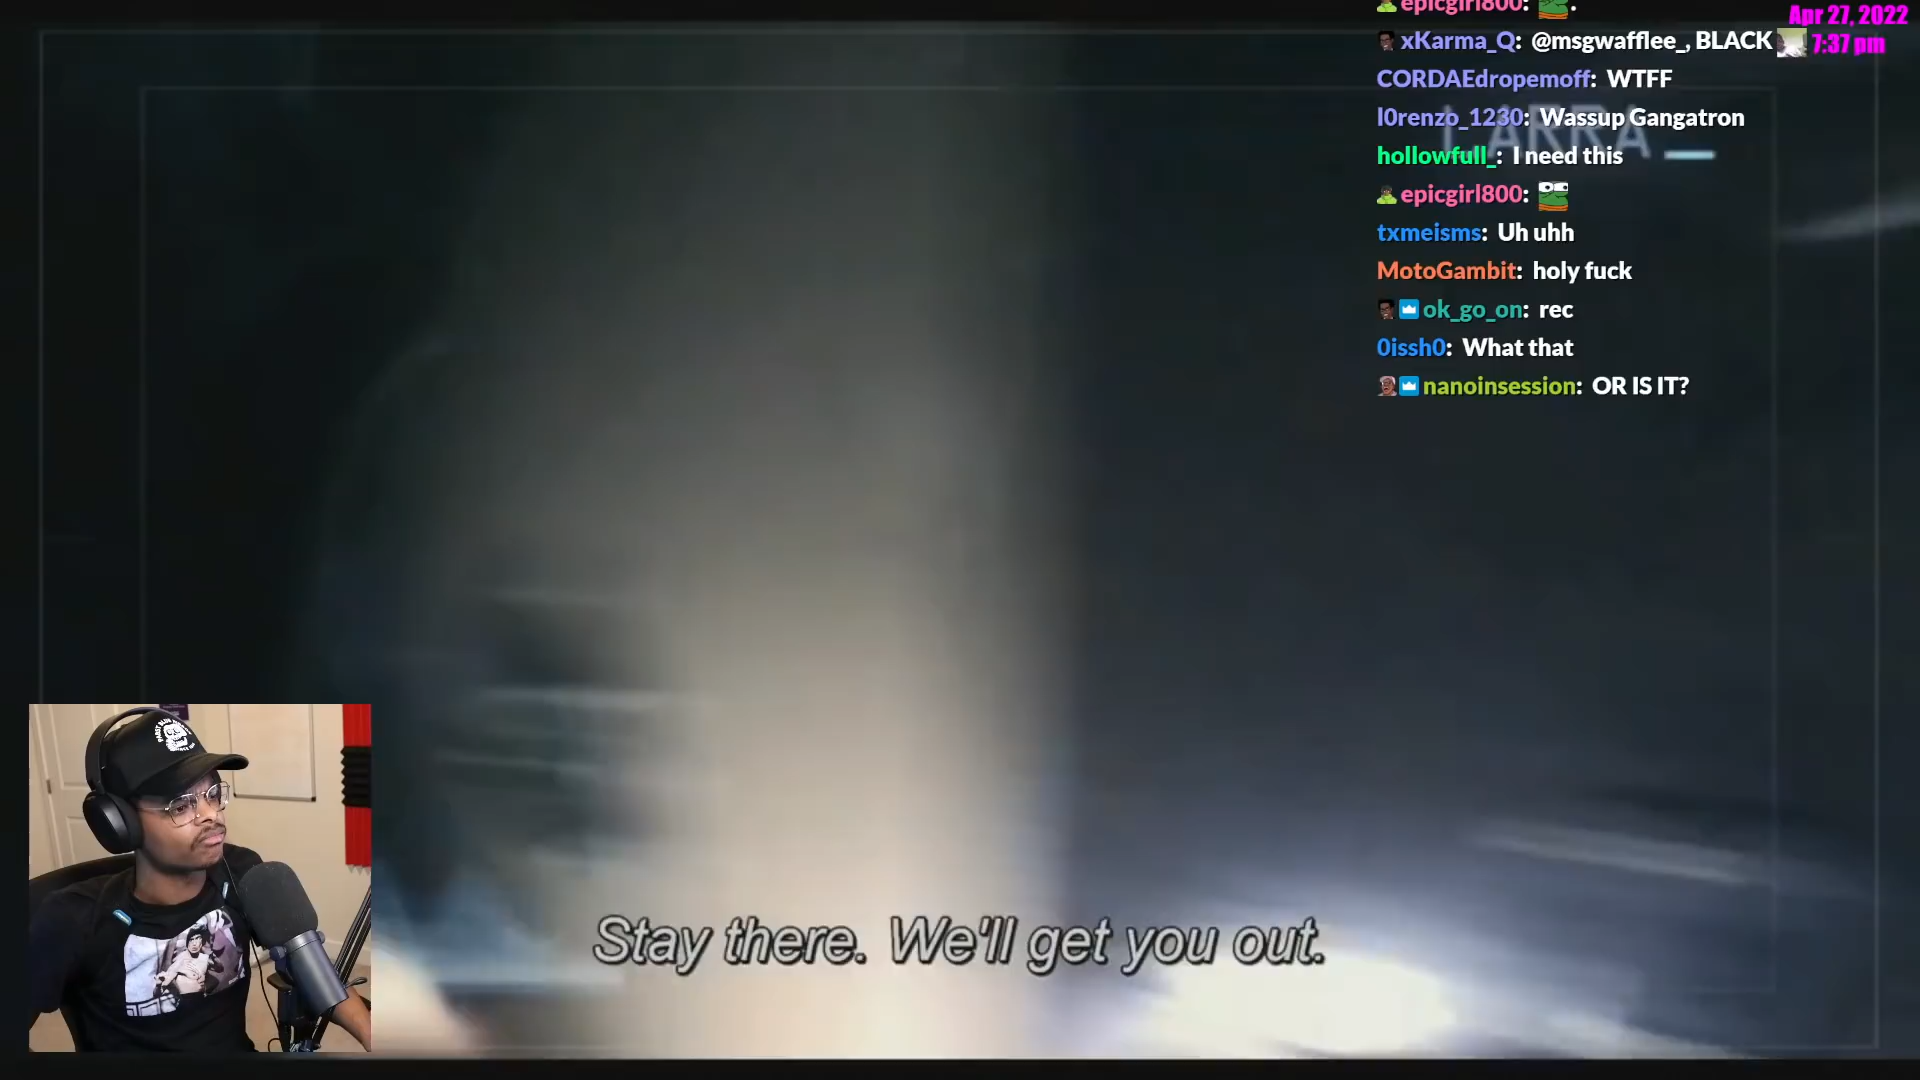 epicgirl800: .
Apr 27, 2022
xKarma_Q: @msgwafflee_, BLACK
7:37 pm
CORDAEdropemoff: WTFF
l0renzo_1230: Wassup Gangatron
LARRA
hollowfull_: I need this
epicgirl800:
txmeisms: Uh uhh
MotoGambit: holy fuck
ok_go_on: rec
0issh0: What that
nanoinsession: OR IS IT?
Stay there. We'll get you out.